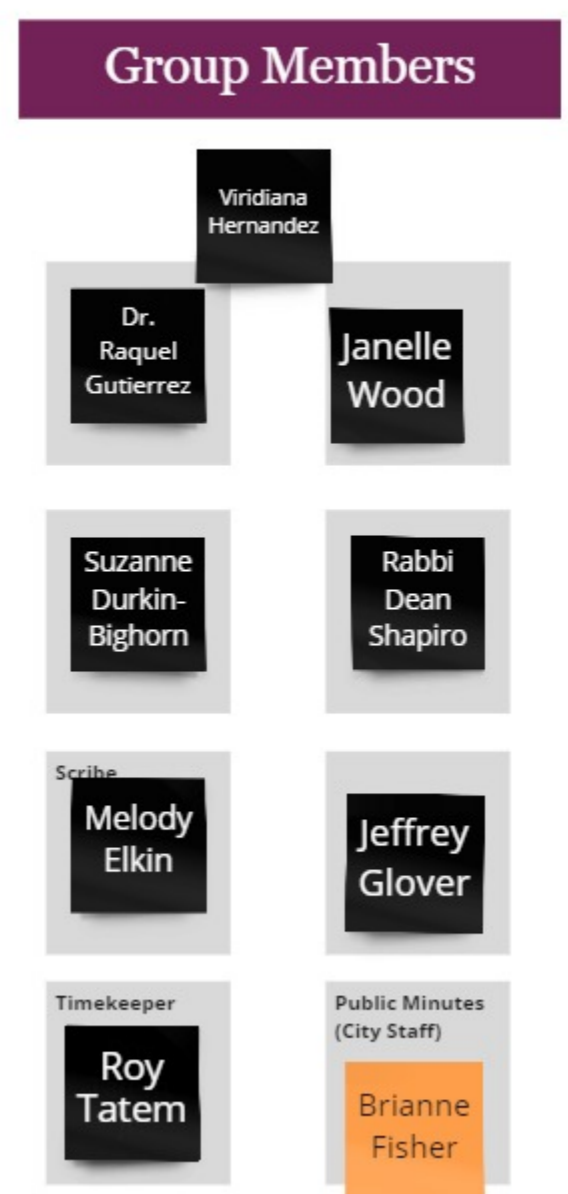 Group Members
Viridiana
Hernandez
Dr.
Raquel
Gutierrez
Janelle
Wood
Suzanne
Durkin-
Bighorn
Rabbi
Dean
Shapiro
Scribe
Melody
Elkin
Jeffrey
Glover
Timekeeper
Roy
Tatem
Public Minutes
(City Staff)
Brianne
Fisher